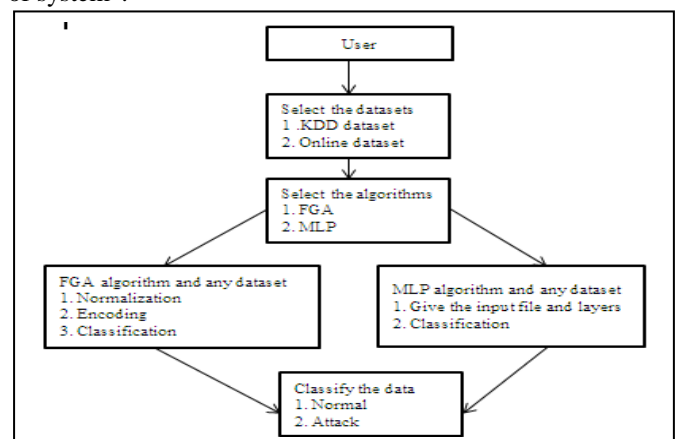 of system".
User
Select the datasets
1 .KDD dataset
2. Online dataset
Select the algorithms
1. FGA
2. MLP
FGA algorithm and any dataset
1. Normalization
2. Encoding
3. Classification
MLP algorithm and any dataset
1. Give the input file and layers
2. Classification
Classify the data
1. Normal
2. Attack